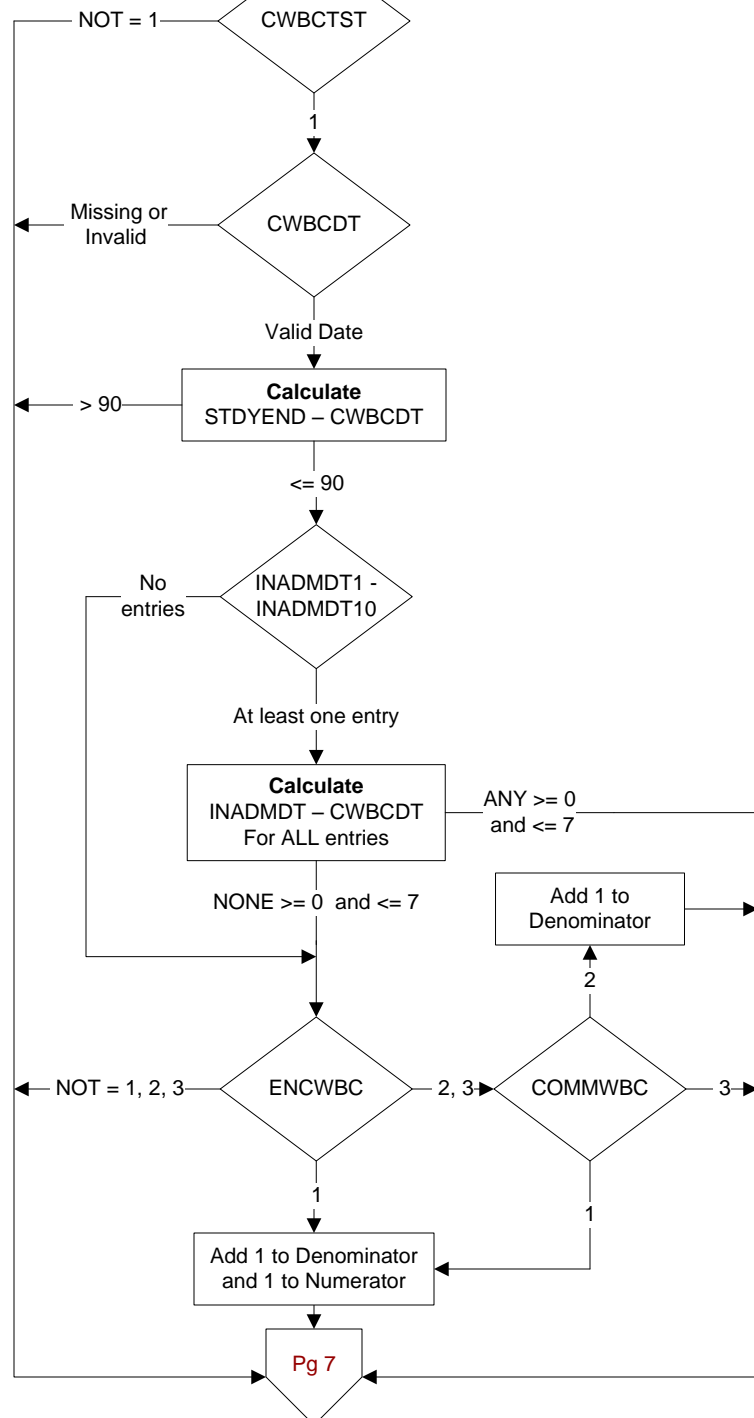 NOT = 1
CWBCTST
1
Missing or
Invalid
CWBCDT
Valid Date
Calculate
STDYEND – CWBCDT
> 90
<= 90
No
entries
INADMDT1 -
INADMDT10
At least one entry
Calculate
INADMDT – CWBCDT
For ALL entries
ANY >= 0
and <= 7
NONE >= 0 and <= 7
Add 1 to
Denominator
2
NOT = 1, 2, 3
ENCWBC
2, 3
COMMWBC
3
1
1
Add 1 to Denominator
and 1 to Numerator
Pg 7